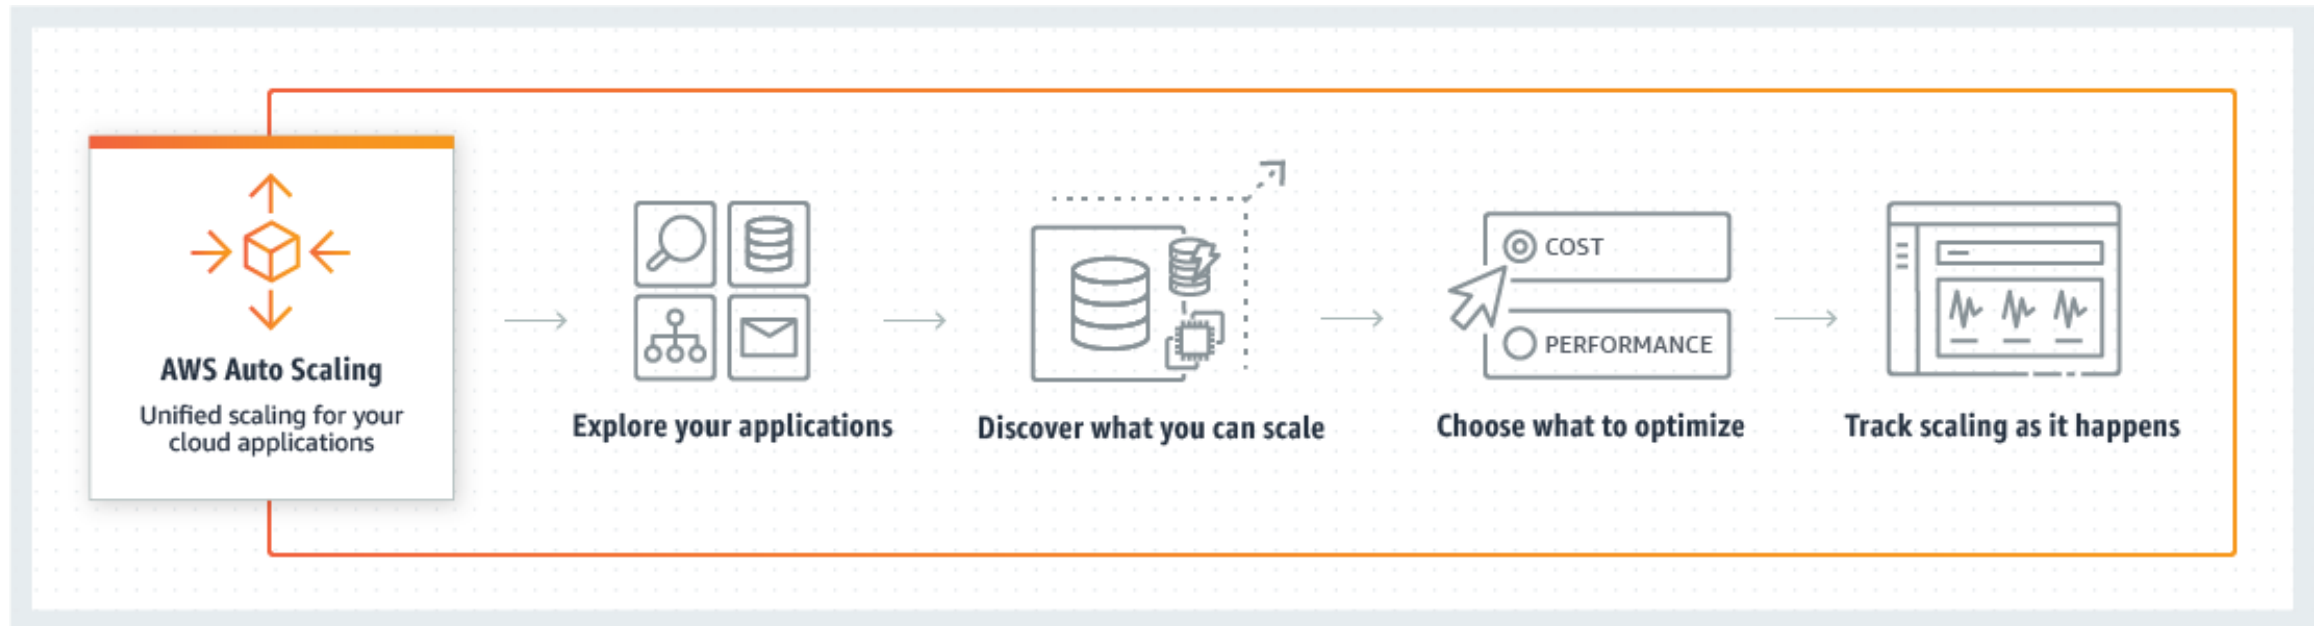 AWS Auto Scaling
Unified scaling for your
cloud applications
Explore your applications
Discover what you can scale
COST
PERFORMANCE
Choose what to optimize
Track scaling as it happens